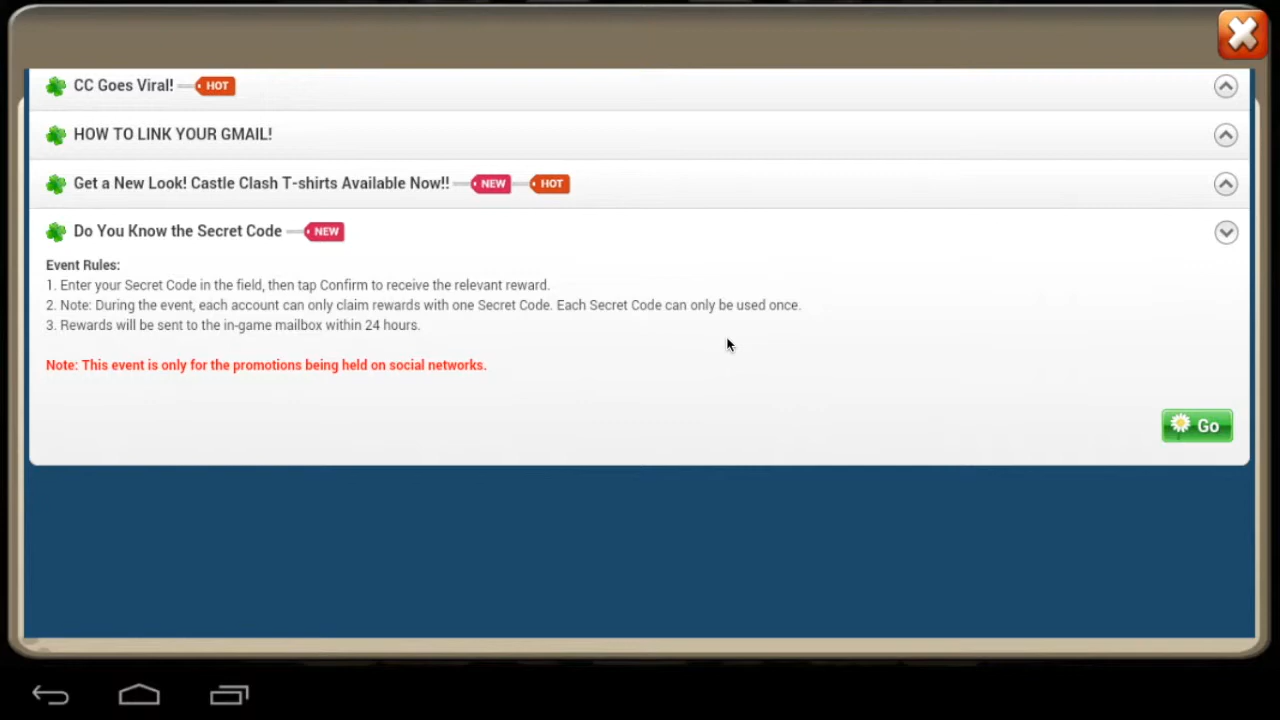 CC Goes Viral! HOT
HOW TO LINK YOUR GMAIL!
Get a New Look! Castle Clash T-shirts Available Now!! NEW HOT
Do You Know the Secret Code NEW
Event Rules:
1. Enter your Secret Code in the field, then tap Confirm to receive the relevant reward.
2. Note: During the event, each account can only claim rewards with one Secret Code. Each Secret Code can only be used once.
3. Rewards will be sent to the in-game mailbox within 24 hours.
Note: This event is only for the promotions being held on social networks.
Go